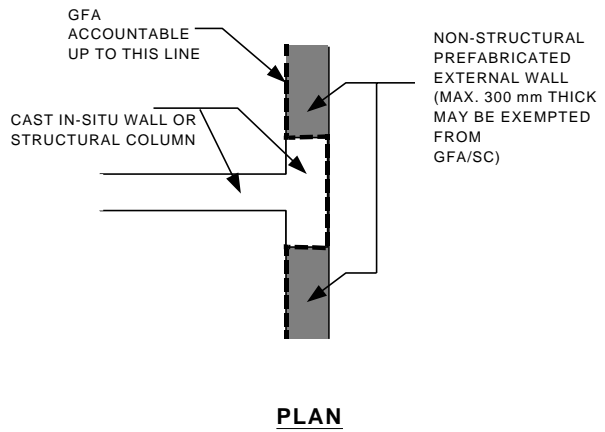 GFA
ACCOUNTABLE
UP TO THIS LINE
CAST IN-SITU WALL OR
STRUCTURAL COLUMN
NON-STRUCTURAL
PREFABRICATED
EXTERNAL WALL
(MAX. 300 mm THICK
MAY BE EXEMPTED
FROM
GFA/SC)
PLAN